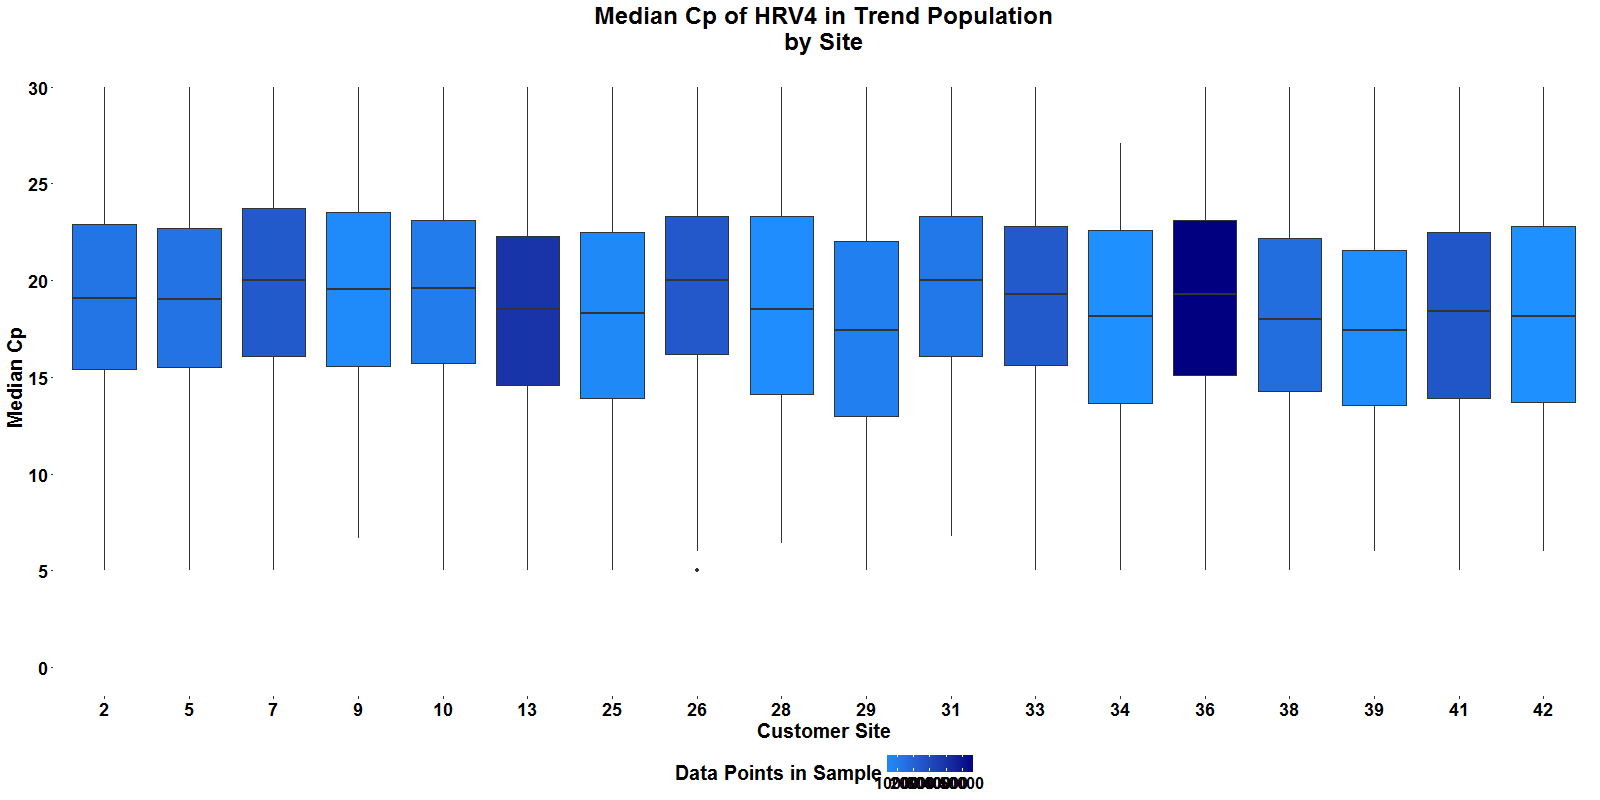 Median Cp of HRV4 in Trend Population
by Site
30
25
20
15
10
5
0
Median Cp
2 5 7 9 10 13 25 26 28 29 31 33 34 36 38 39 41 42
Customer Site
Data Points in Sample